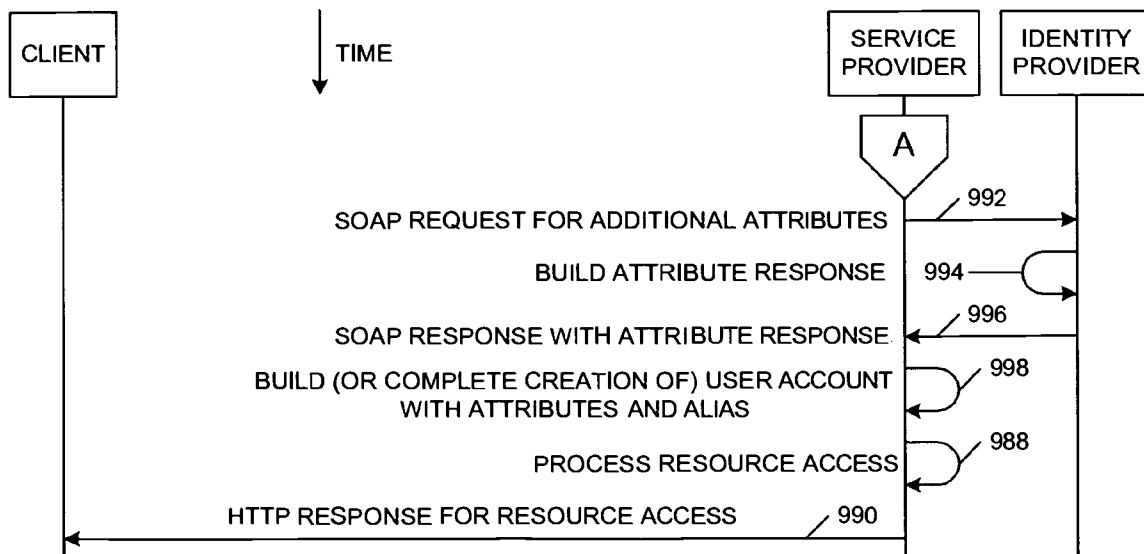 CLIENT
TIME
SERVICE
PROVIDER
IDENTITY
PROVIDER
A
992
SOAP REQUEST FOR ADDITIONAL ATTRIBUTES
BUILD ATTRIBUTE RESPONSE
994
996
SOAP RESPONSE WITH ATTRIBUTE RESPONSE
998
BUILD (OR COMPLETE CREATION OF) USER ACCOUNT
WITH ATTRIBUTES AND ALIAS
988
PROCESS RESOURCE ACCESS
HTTP RESPONSE FOR RESOURCE ACCESS
990